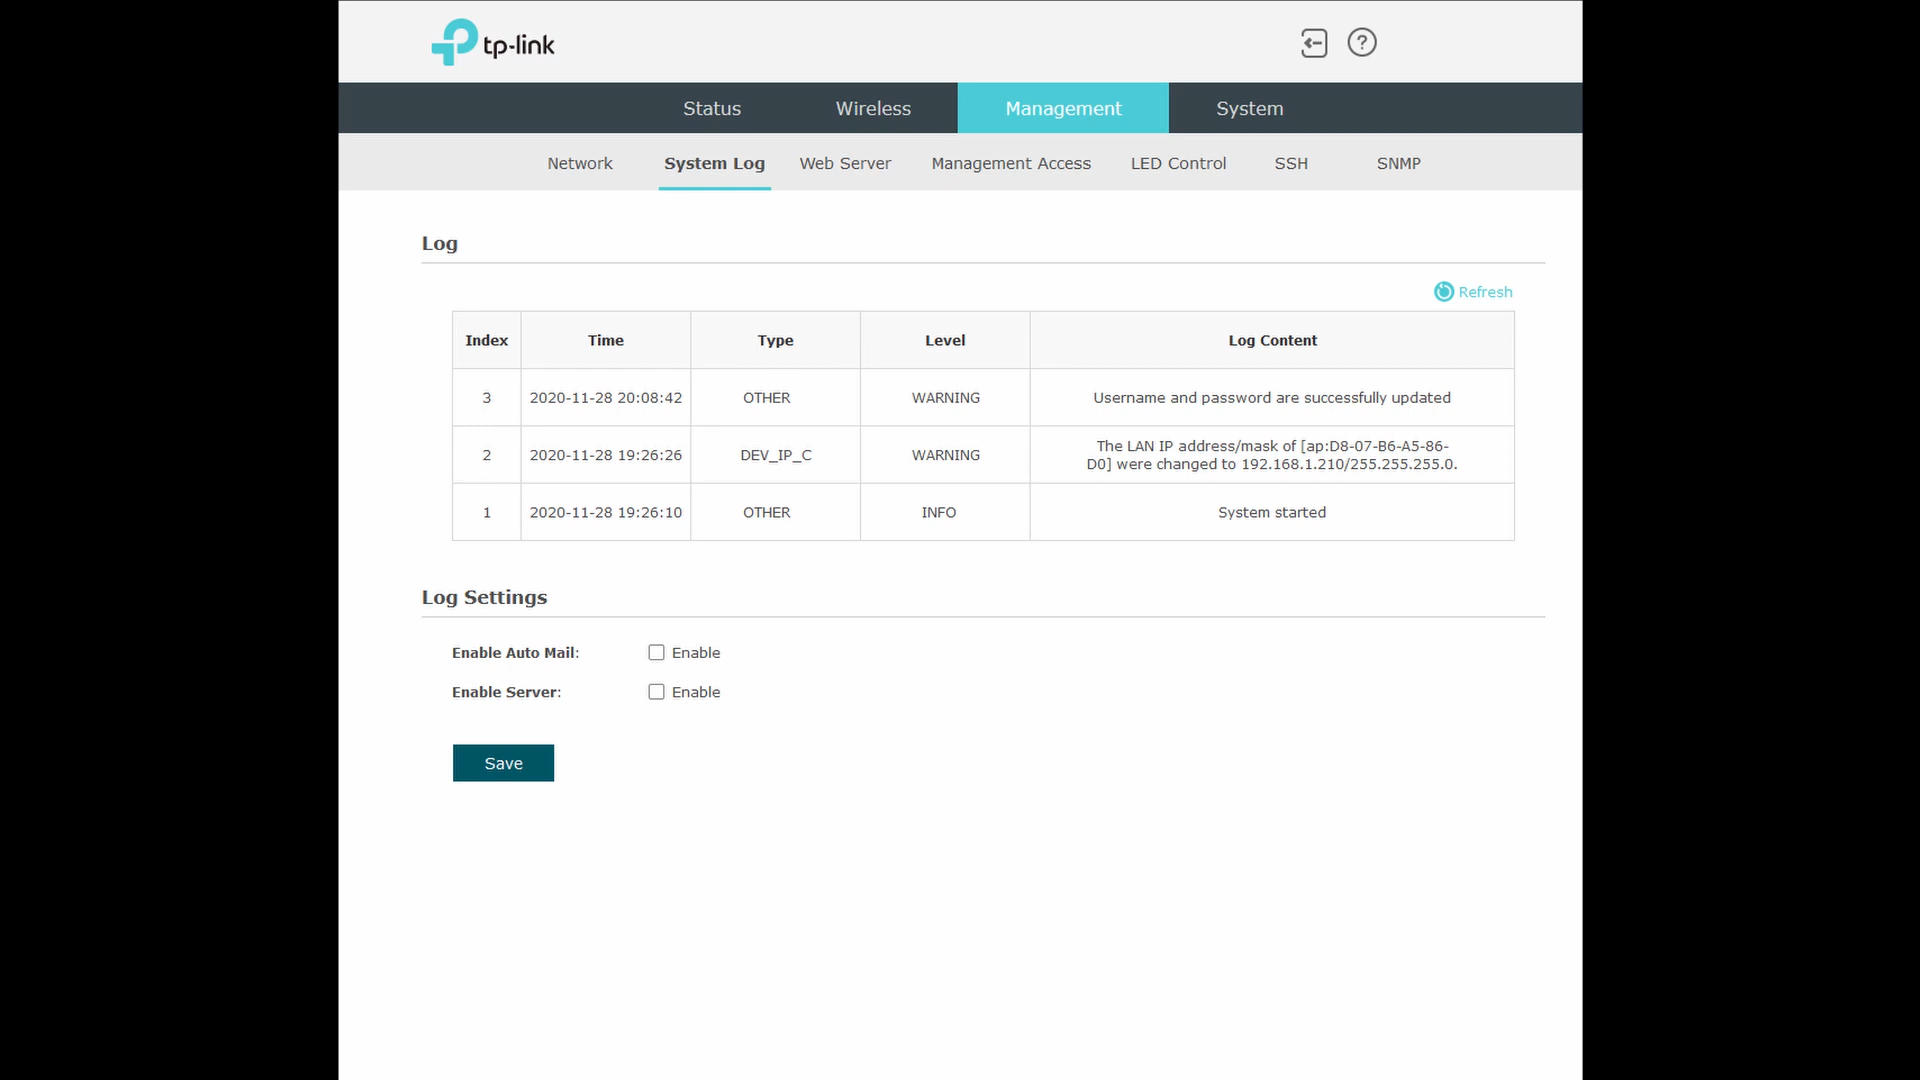 tp-link
?
Status Wireless Management System
Network System Log Web Server Management Access LED Control SSH SNMP
Log
Refresh
Index Time Type Level Log Content
3 2020-11-28 20:08:42 OTHER WARNING Username and password are successfully updated
2 2020-11-28 19:26:26 DEV_IP_C WARNING The LAN IP address/mask of [ap:D8-07-B6-A5-86-
D0] were changed to 192.168.1.210/255.255.255.0.
1 2020-11-28 19:26:10 OTHER INFO System started
Log Settings
Enable Auto Mail: Enable
Enable Server: Enable
Save